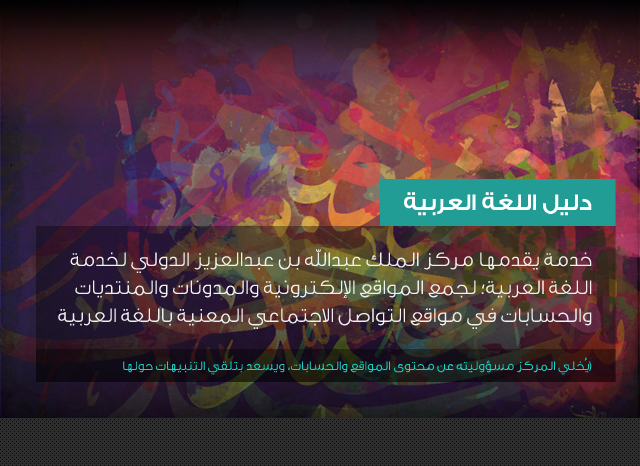 دليل اللغة العربية
خدمة يقدمها مركز الملك عبدالله بن عبدالعزيز الدولي لخدمة
اللغة العربية؛ لجمع المواقع الإلكترونية والمدونات والمنتديات
والحسابات في مواقع التواصل الاجتماعي المعنية باللغة العربية
(يُخلي المركز مسؤوليته عن محتوى المواقع والحسابات، ويسعد بتلقي التنبيهات حولها